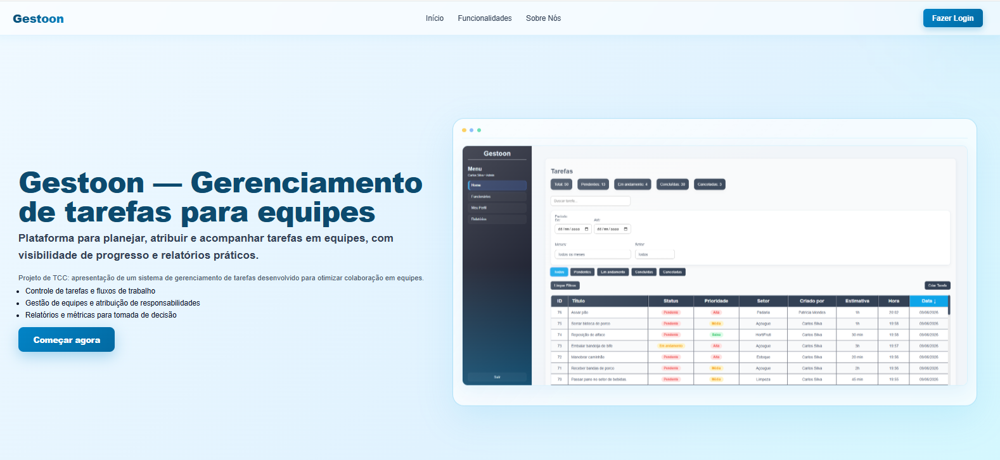 Gestoon
Início Funcionalidades Sobre Nós
Fazer Login
Gestoon — Gerenciamento
de tarefas para equipes
Plataforma para planejar, atribuir e acompanhar tarefas em equipes, com
visibilidade de progresso e relatórios práticos.
Projeto de TCC: apresentação de um sistema de gerenciamento de tarefas desenvolvido para otimizar colaboração em equipes.
Controle de tarefas e fluxos de trabalho
Gestão de equipes e atribuição de responsabilidades
Relatórios e métricas para tomada de decisão
Começar agora
Gestoon
Menu
Carlos Silva • Admin
Home
Funcionários
Meu Perfil
Relatórios
Sair
Tarefas
Total: 50 Pendentes: 13 Em andamento: 4 Concluídas: 30 Canceladas: 3
Buscar tarefa...
Período
De: Até:
dd/mm/aaaa dd/mm/aaaa
Meses: Setor
Todos os meses Todos
Todos Pendentes Em andamento Concluídas Canceladas
Limpar Filtros Criar Tarefa
ID Título Status Prioridade Setor Criado por Estimativa Hora Data ↓
76 Assar pão Pendente Alta Padaria Patricia Mendes 1h 20:02 09/06/2026
75 Serrar bisteca de porco Pendente Média Açougue Carlos Silva 1h 19:58 09/06/2026
74 Reposição de alface Pendente Baixa HortiFruti Carlos Silva 30 min 19:58 09/06/2026
73 Embalar bandeija de bife Em andamento Alta Açougue Carlos Silva 3h 19:57 09/06/2026
72 Manobrar caminhão Pendente Alta Estoque Carlos Silva 20 min 19:56 09/06/2026
71 Receber bandas de porco Pendente Média Açougue Carlos Silva 2h 19:56 09/06/2026
70 Passar pano no setor de bebidas. Pendente Média Limpeza Carlos Silva 45 min 19:55 09/06/2026